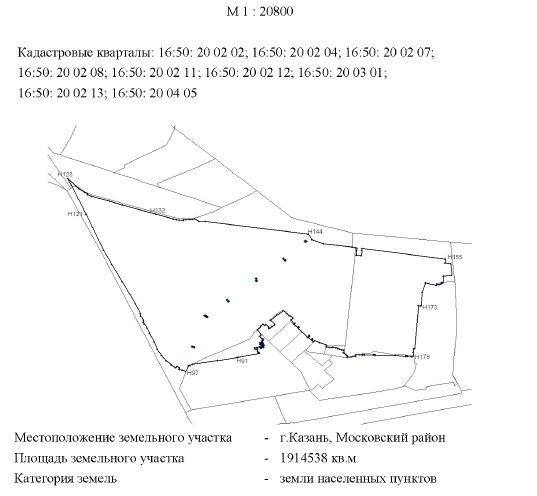 М 1 : 20800
Кадастровые кварталы: 16:50: 20 02 02; 16:50: 20 02 04; 16:50: 20 02 07;
16:50: 20 02 08; 16:50: 20 02 11; 16:50: 20 02 12; 16:50: 20 03 01;
16:50: 20 02 13; 16:50: 20 04 05
Н123
Н132
Н121
Н144
Н155
Н173
Н176
Н91
Н97
Местоположение земельного участка - г.Казань, Московский район
Площадь земельного участка - 1914538 кв.м
Категория земель - земли населенных пунктов